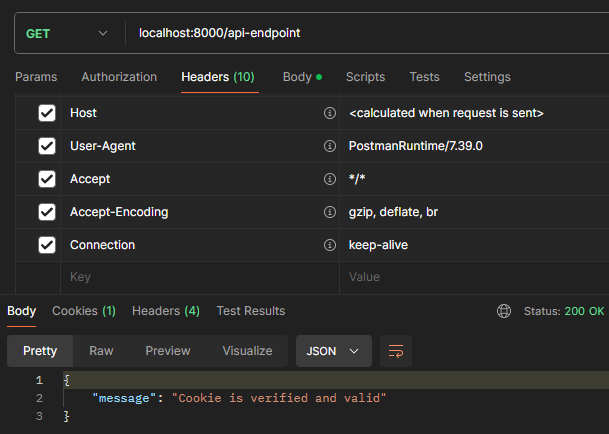 GET localhost:8000/api-endpoint
Params Authorization Headers (10) Body Scripts Tests Settings
Host <calculated when request is sent>
User-Agent PostmanRuntime/7.39.0
Accept */*
Accept-Encoding gzip, deflate, br
Connection keep-alive
Key Value
Body Cookies (1) Headers (4) Test Results Status: 200 OK
Pretty Raw Preview Visualize JSON
1 {
2 "message": "Cookie is verified and valid"
3 }